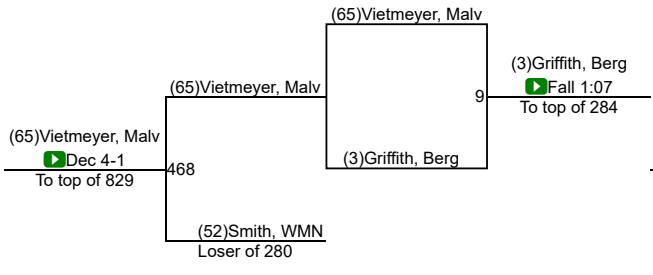 (65)Vietmeyer, Malv
(3)Griffith, Berg
(65)Vietmeyer, Malv
Fall 1:07
9
To top of 284
(65)Vietmeyer, Malv
Dec 4-1
(3)Griffith, Berg
468
To top of 829
(52)Smith, WMN
Loser of 280